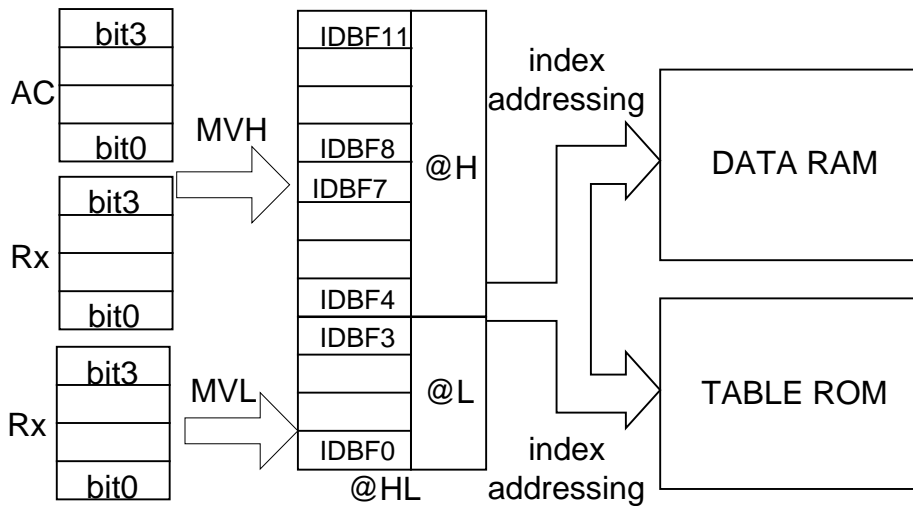 bit3
AC
bit0
bit3
Rx
bit0
bit3
Rx
bit0
MVH
MVL
IDBF11
IDBF8
IDBF7
IDBF4
IDBF3
IDBF0
@H
@L
@HL
index
addressing
index
addressing
DATA RAM
TABLE ROM